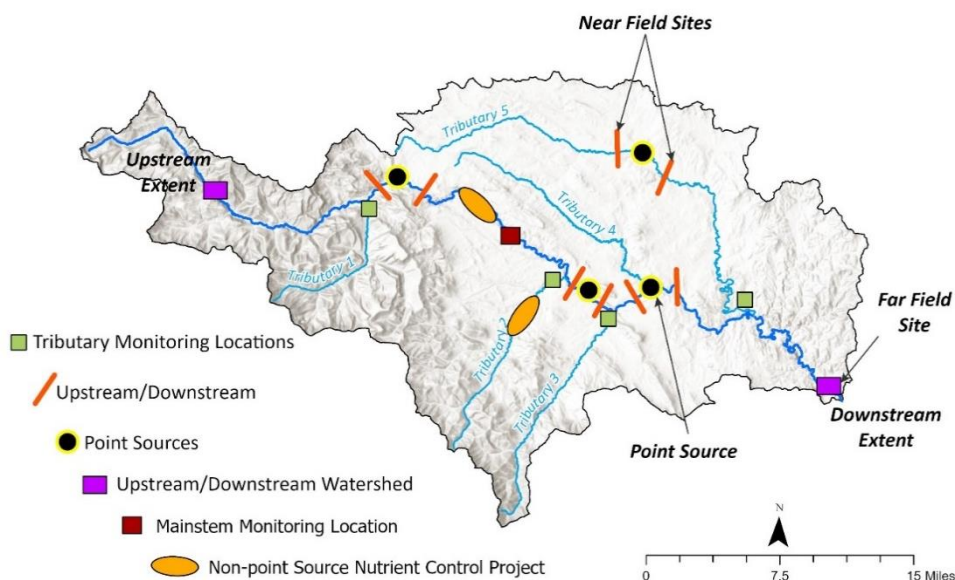 Near Field Sites
Tributary 5
Upstream
Extent
Tributary 4
Tributary 1
Far Field
Site
Tributary 2
Tributary 3
Tributary Monitoring Locations
Upstream/Downstream
Downstream
Extent
Point Sources
Point Source
Upstream/Downstream Watershed
Mainstem Monitoring Location
N
Non-point Source Nutrient Control Project
0 7.5 15 Miles